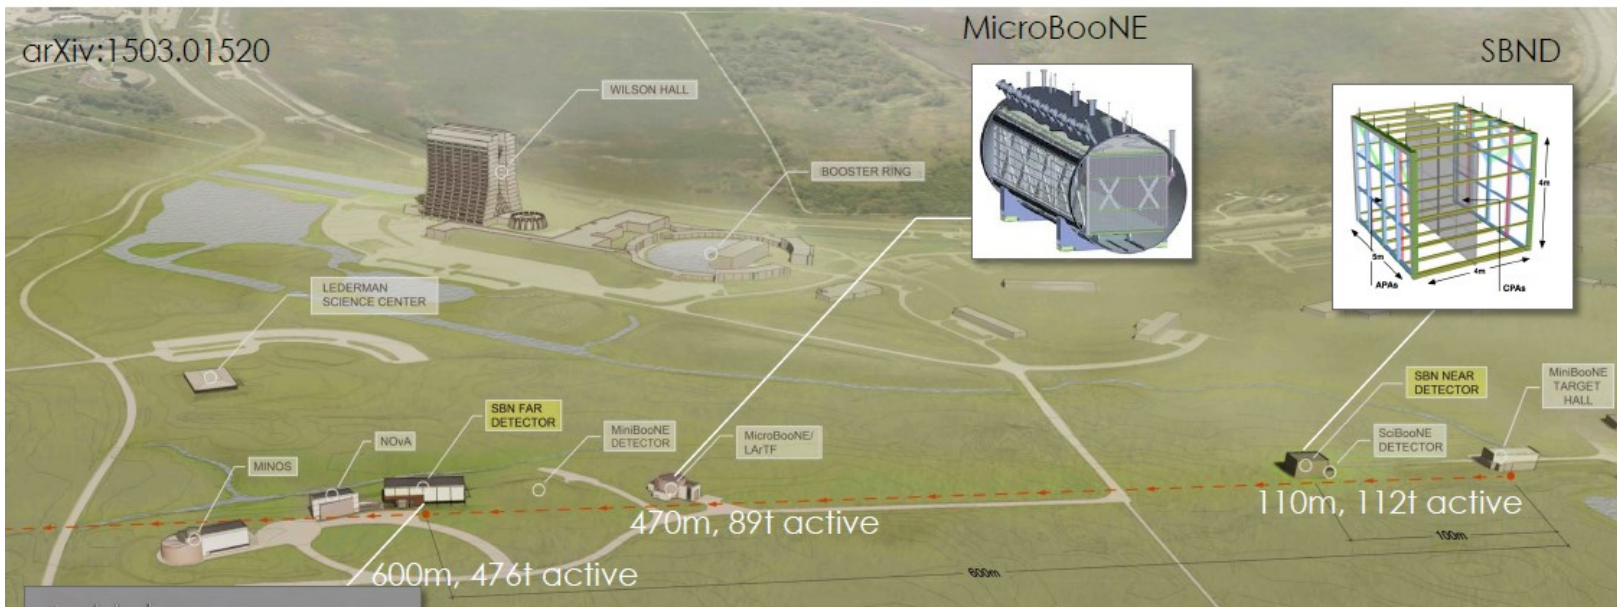 arXiv:1503.01520
MicroBooNE
SBND
WILSON HALL
BOOSTER RING
4m
5m
4m
APAs
CPAs
LEDERMAN
SCIENCE CENTER
SBN FAR
DETECTOR
NOvA
MINOS
MiniBooNE
DETECTOR
MicroBooNE/
LArTF
SBN NEAR
DETECTOR
SciBooNE
DETECTOR
MiniBooNE
TARGET
HALL
470m, 89t active
110m, 112t active
600m, 476t active
100m
600m